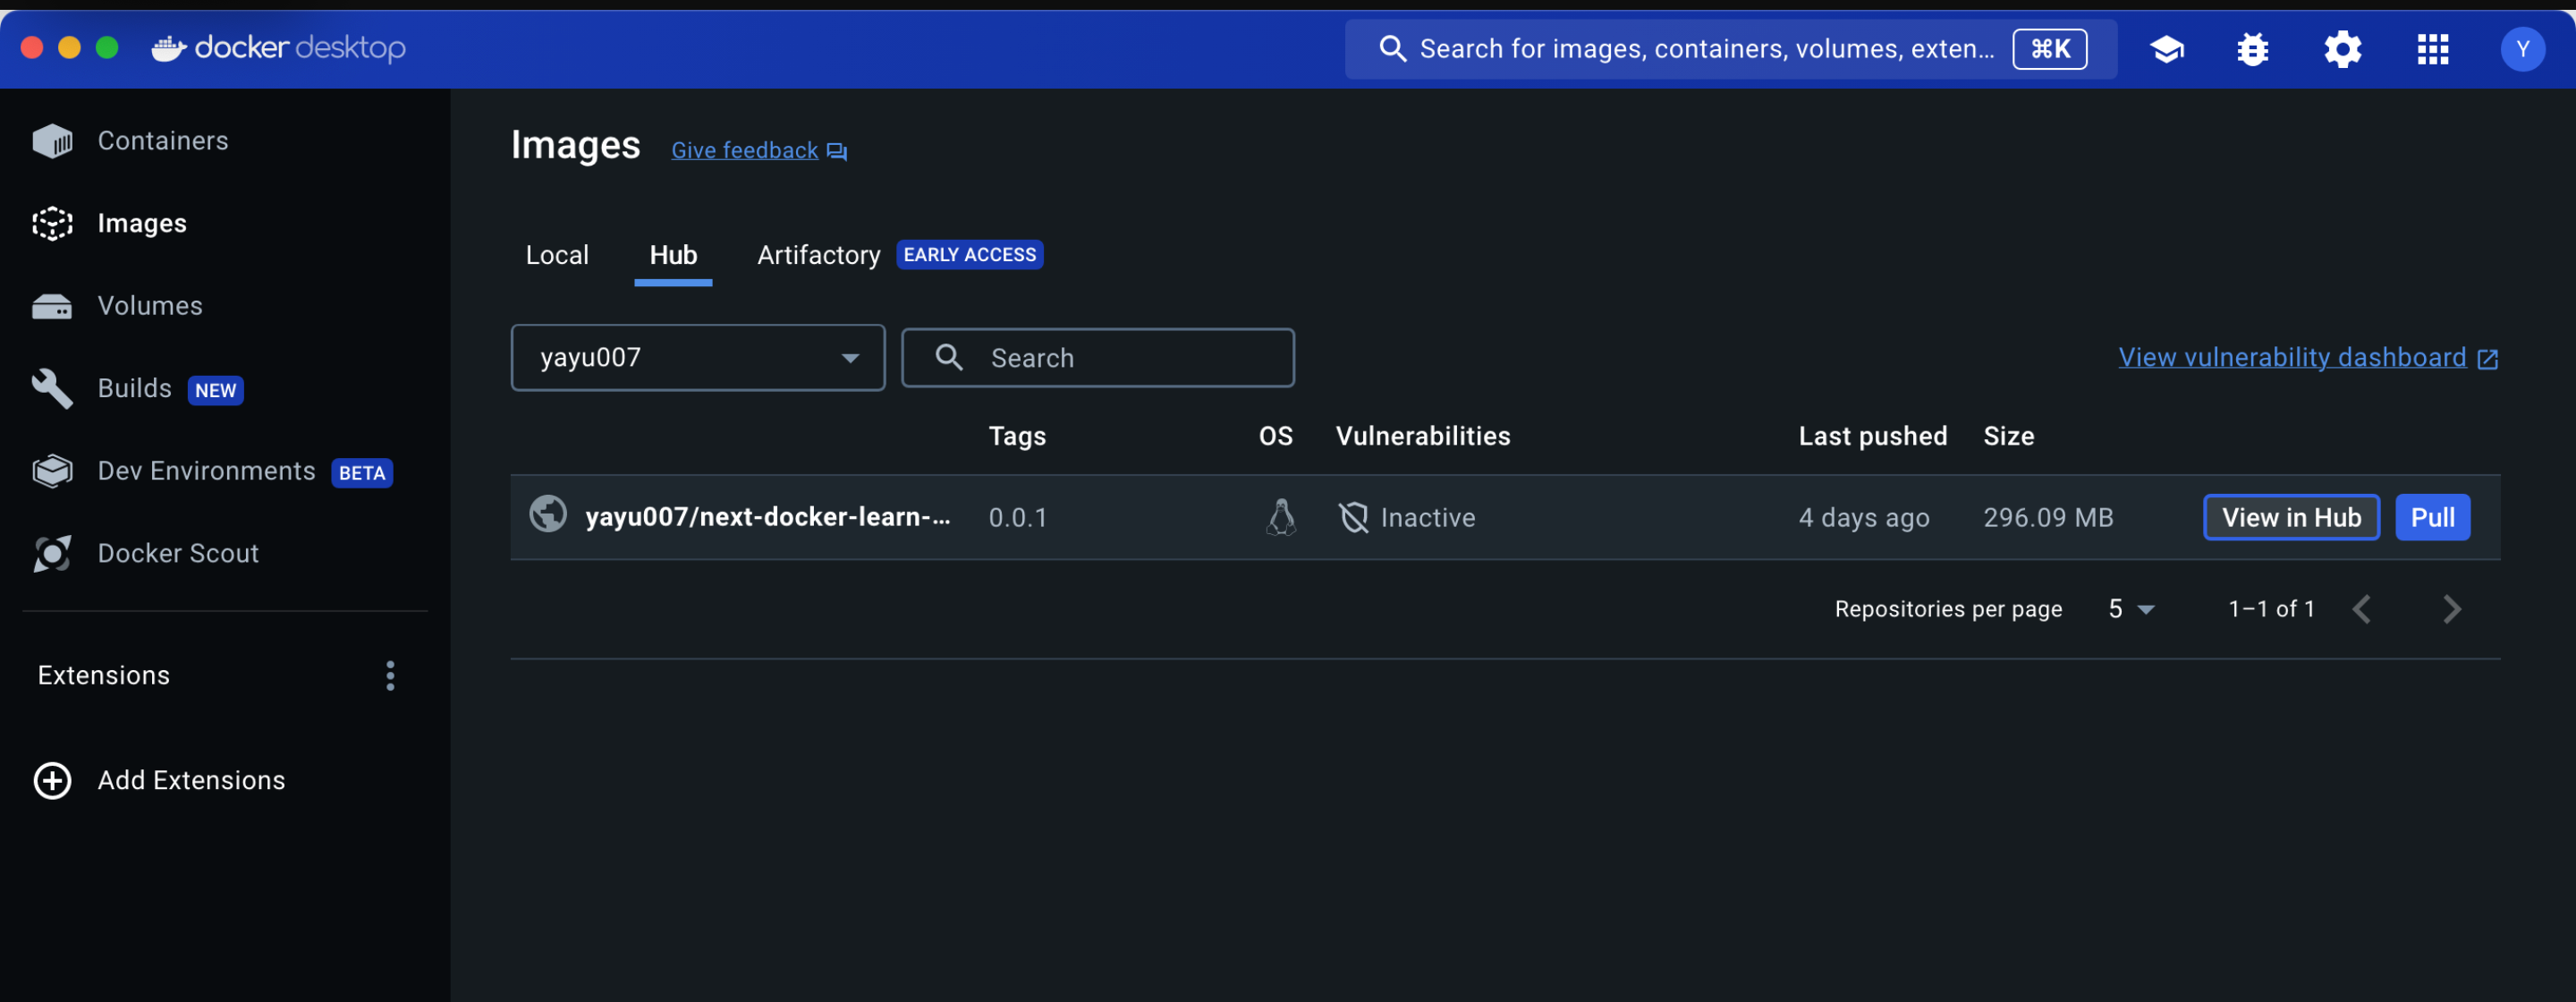 docker desktop
Search for images, containers, volumes, exten... ⌘K
Y
Containers
Images
Volumes
Builds NEW
Dev Environments BETA
Docker Scout
Extensions
Add Extensions
Images Give feedback
Local Hub Artifactory EARLY ACCESS
yayu007 Search View vulnerability dashboard
Tags OS Vulnerabilities Last pushed Size
yayu007/next-docker-learn-... 0.0.1 Inactive 4 days ago 296.09 MB View in Hub Pull
Repositories per page 5 1–1 of 1